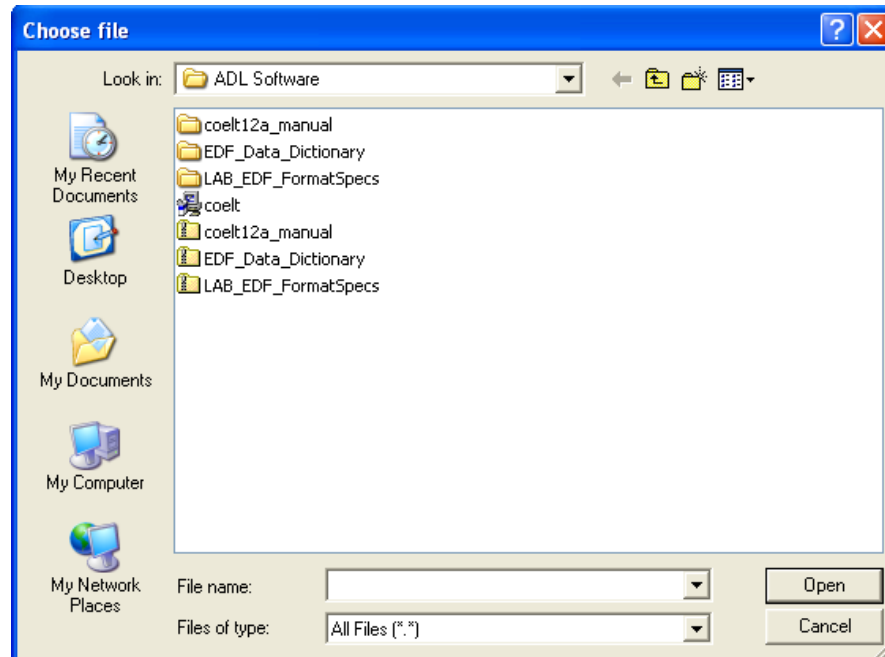 Choose file
Look in:
ADL Software
My Recent
Documents
Desktop
My Documents
My Computer
My Network
Places
coelt12a_manual
EDF_Data_Dictionary
LAB_EDF_FormatSpecs
coelt
coelt12a_manual
EDF_Data_Dictionary
LAB_EDF_FormatSpecs
File name:
Open
Files of type:
All Files (*.*)
Cancel